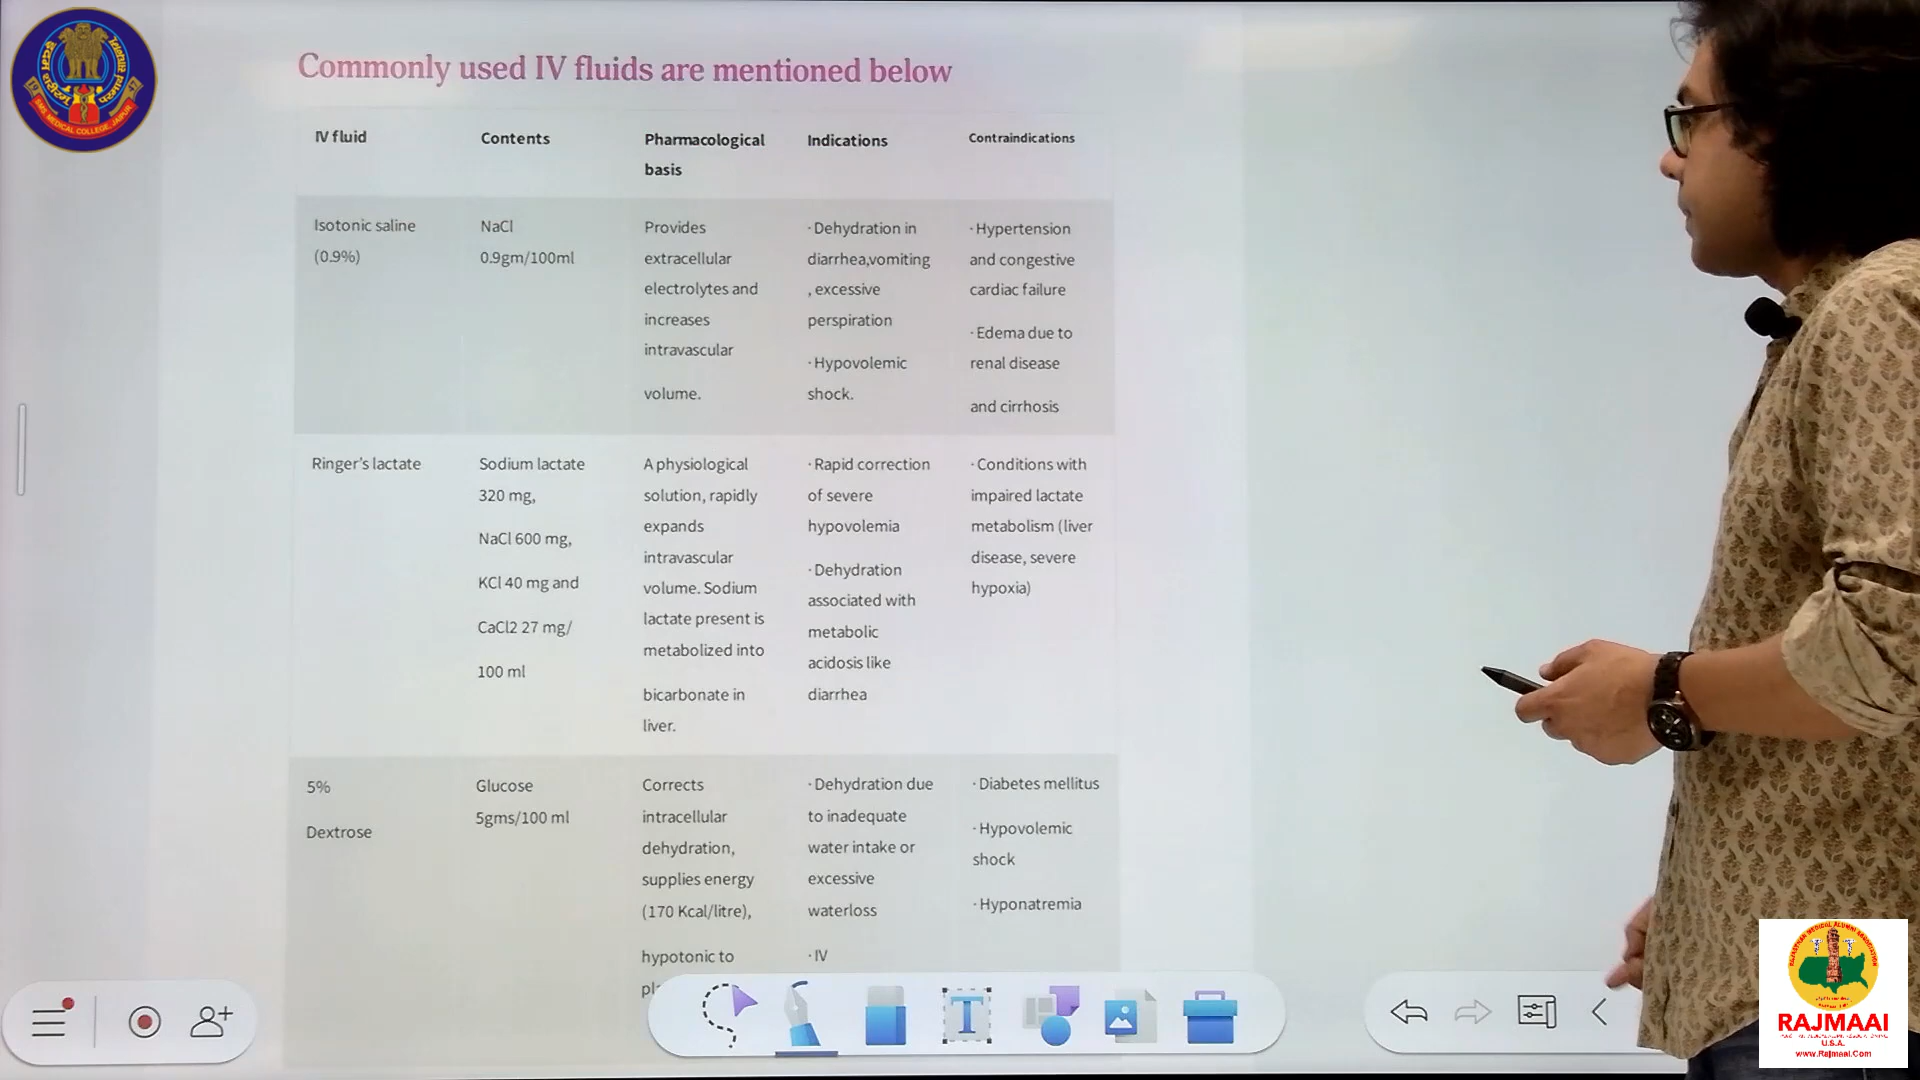 Commonly used IV fluids are mentioned below
IV fluid
Contents
Pharmacological
basis
Indications
Contraindications
Isotonic saline
(0.9%)
NaCl
0.9gm/100ml
Provides
extracellular
electrolytes and
increases
intravascular
volume.
· Dehydration in
diarrhea,vomiting
, excessive
perspiration
· Hypovolemic
shock.
· Hypertension
and congestive
cardiac failure
· Edema due to
renal disease
and cirrhosis
Ringer's lactate
Sodium lactate
320 mg,
NaCl 600 mg,
KCl 40 mg and
CaCl2 27 mg/
100 ml
A physiological
solution, rapidly
expands
intravascular
volume. Sodium
lactate present is
metabolized into
bicarbonate in
liver.
· Rapid correction
of severe
hypovolemia
· Dehydration
associated with
metabolic
acidosis like
diarrhea
· Conditions with
impaired lactate
metabolism (liver
disease, severe
hypoxia)
5%
Dextrose
Glucose
5gms/100 ml
Corrects
intracellular
dehydration,
supplies energy
(170 Kcal/litre),
hypotonic to
· Dehydration due
to inadequate
water intake or
excessive
waterloss
· IV
· Diabetes mellitus
· Hypovolemic
shock
· Hyponatremia
S.M.S. MEDICAL COLLEGE, JAIPUR
T
RAJASTHAN MEDICAL ALUMNI ASSOCIATION
RAJMAAI
U.S.A.
www.Rajmaai.Com